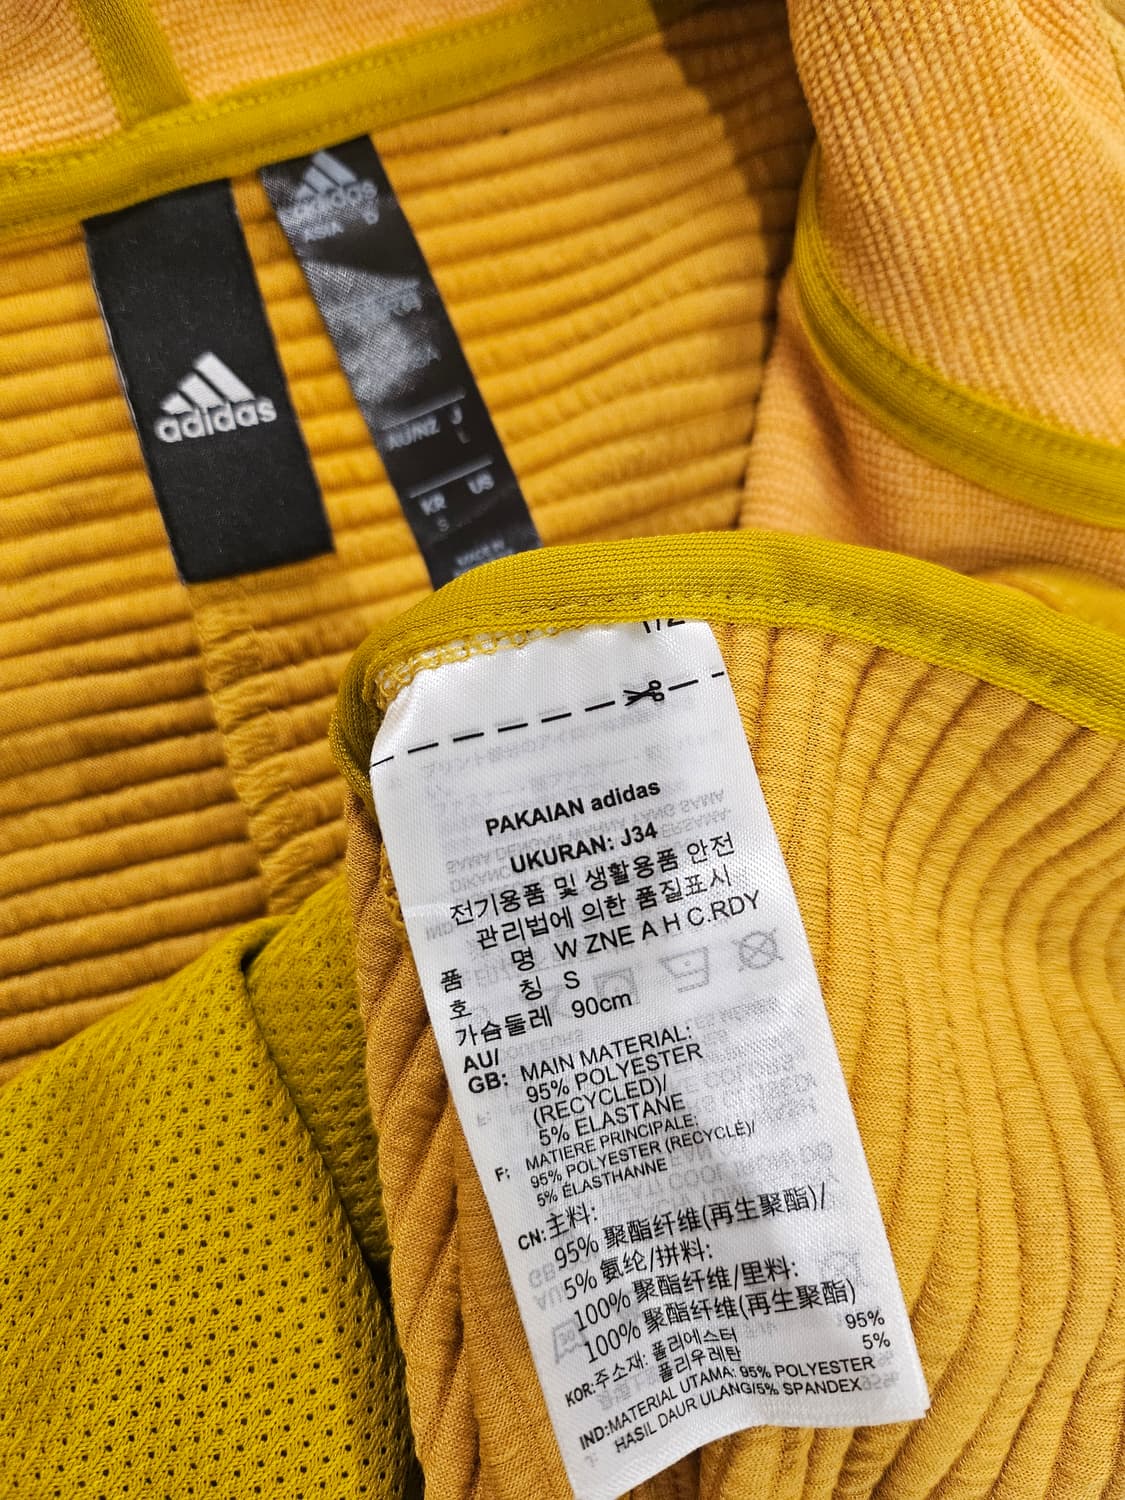 adidas
adidas
ASIA
AU/NZ J
L
KR US
S
MADE IN
1/2
PAKAIAN adidas
UKURAN: J34
전기용품 및 생활용품 안전
관리법에 의한 품질표시
품 명 W ZNE A H C.RDY
호 칭 S
가슴둘레 90cm
AU/
GB: MAIN MATERIAL:
95% POLYESTER
(RECYCLED)/
5% ELASTANE
F: MATIERE PRINCIPALE:
95% POLYESTER (RECYCLÉ)/
5% ÉLASTHANNE
CN:主料:
95% 聚酯纤维(再生聚酯)/
5% 氨纶/拼料:
100% 聚酯纤维/里料:
100% 聚酯纤维(再生聚酯)
KOR:주소재: 폴리에스터 95%
폴리우레탄 5%
IND:MATERIAL UTAMA: 95% POLYESTER
HASIL DAUR ULANG/5% SPANDEX